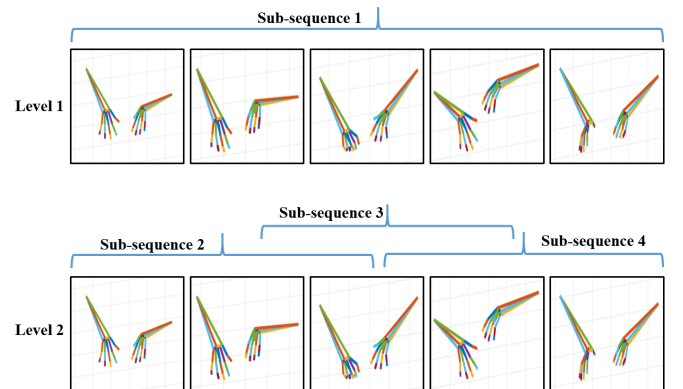 Sub-sequence 1
Level 1
Sub-sequence 3
Sub-sequence 2
Sub-sequence 4
Level 2